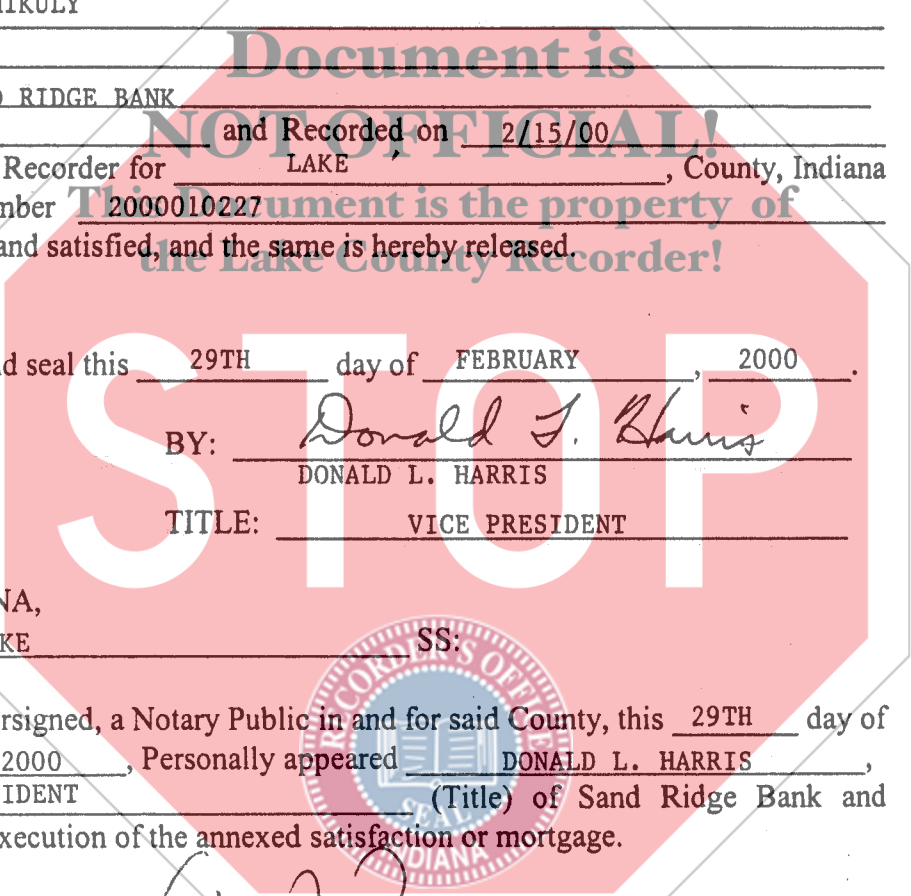 MIKULY
Document is
RIDGE BANK
NOT OFFICIAL!
and Recorded on 2/15/00
Recorder for LAKE , County, Indiana
mber 2000010227
This Document is the property of
and satisfied, and the same is hereby released.
the Lake County Recorder!
STOP
d seal this 29TH day of FEBRUARY , 2000 .
BY: Donald L. Harris
DONALD L. HARRIS
TITLE: VICE PRESIDENT
NA,
KE SS:
RECORDER'S OFFICE
SEAL
INDIANA
rsigned, a Notary Public in and for said County, this 29TH day of
2000 , Personally appeared DONALD L. HARRIS ,
IDENT (Title) of Sand Ridge Bank and
xecution of the annexed satisfaction or mortgage.